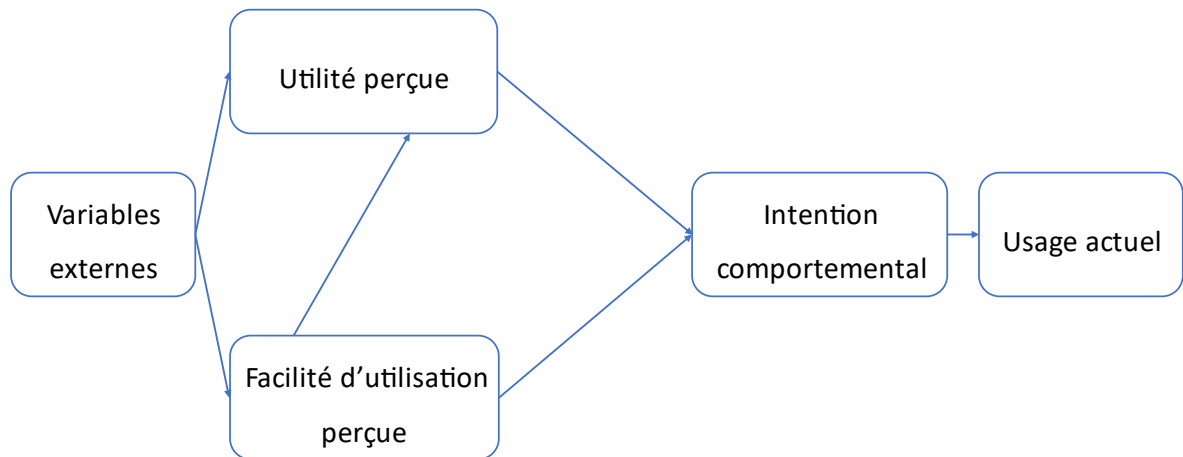 Utilité perçue
Variables
externes
Facilité d’utilisation
perçue
Intention
comportemental
Usage actuel